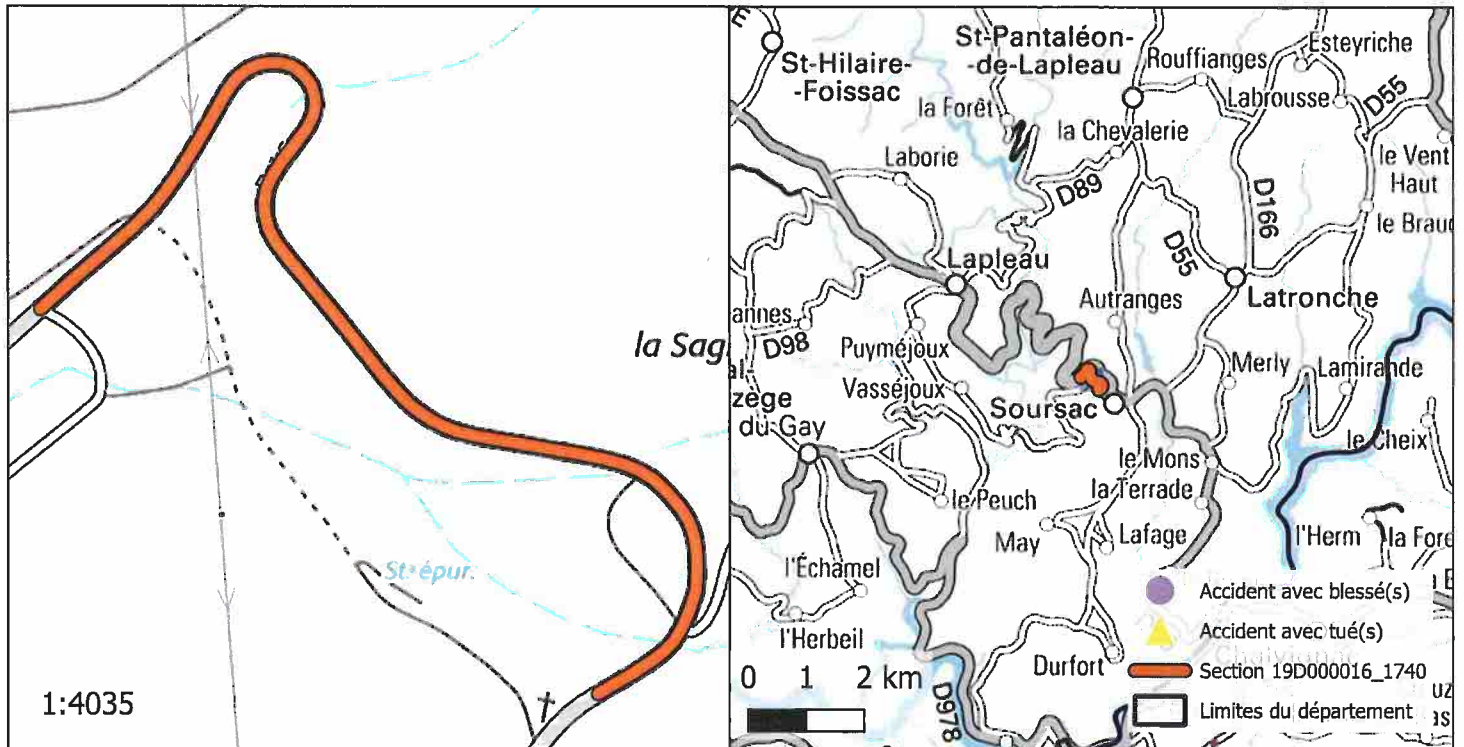 la Sag
St. épur.
1:4035
St-Hilaire-
-Foissac
St-Pantaléon-
-de-Lapleau
Rouffianges
Esteyriche
la Forêt
Labrousse
D55
la Chevalerie
Laborie
le Vent
Haut
D89
D166
le Brau
D55
Lapleau
Latronche
Autranges
annes
D98
Puyméjoux
Merly
Lamirande
Vasséjoux
zège
du Gay
Soursac
le Cheix
le Mons
la Terrade
le Peuch
May
Lafage
l'Herm
la Fore
l'Échamel
l'Herbeil
Durfort
D978
0 1 2 km
Accident avec blessé(s)
Accident avec tué(s)
Section 19D000016_1740
Limites du département